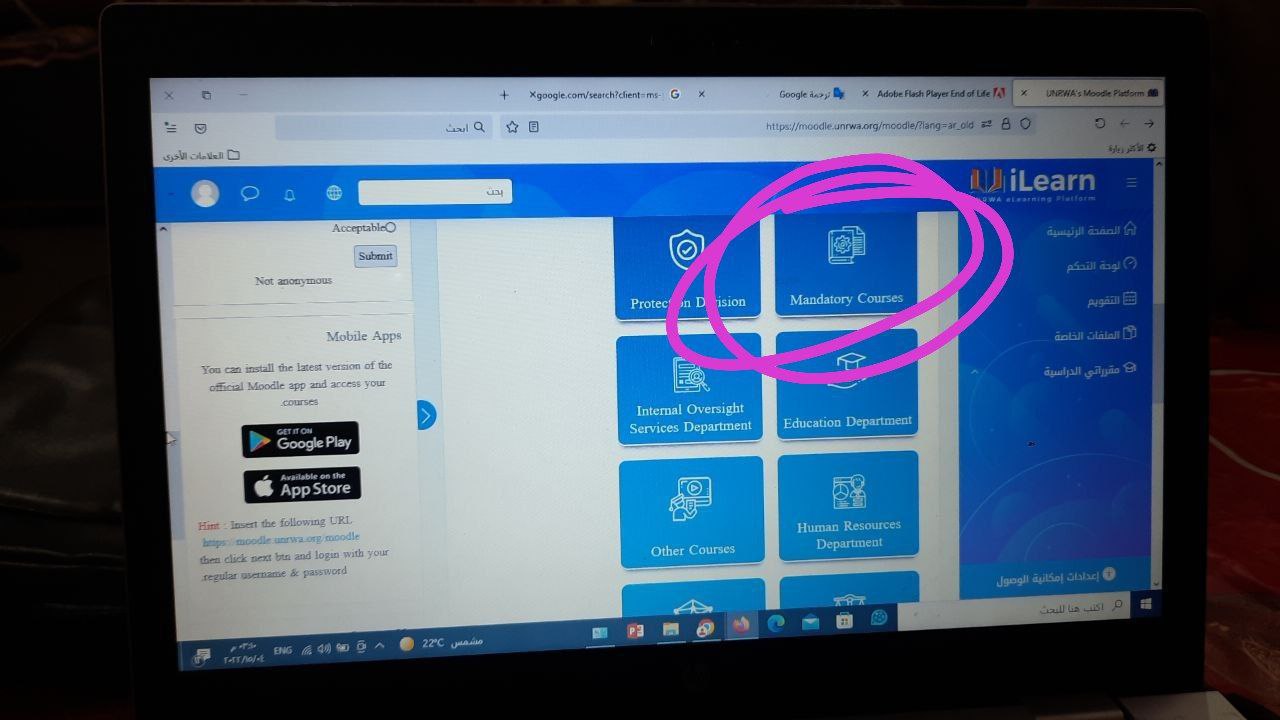 UNRWA's Moodle Platform
Adobe Flash Player End of Life
ترجمة Google
google.com/search?client=ms-
https://moodle.unrwa.org/moodle/?lang=ar_old
ابحث
الأكثر زيارة
العلامات الأخرى
iLearn
UNRWA eLearning Platform
بحث
الصفحة الرئيسية
لوحة التحكم
التقويم
الملفات الخاصة
مقرراتي الدراسية
إعدادات إمكانية الوصول
Mandatory Courses
Protection Division
Education Department
Internal Oversight
Services Department
Human Resources
Department
Other Courses
Acceptable
Submit
Not anonymous
Mobile Apps
You can install the latest version of the
official Moodle app and access your
.courses
GET IT ON
Google Play
Available on the
App Store
Hint : Insert the following URL
https://moodle.unrwa.org/moodle
then click next btn and login with your
.regular username & password
اكتب هنا للبحث
22°C مشمس
ENG